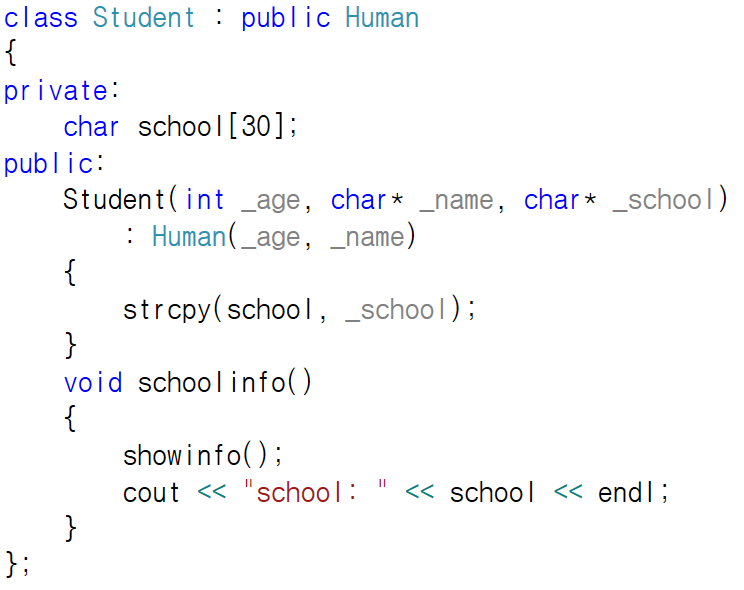 class Student : public Human
{
private:
    char school[30];
public:
    Student(int _age, char* _name, char* _school)
        : Human(_age, _name)
    {
        strcpy(school, _school);
    }
    void schoolinfo()
    {
        showinfo();
        cout << "school: " << school << endl;
    }
};